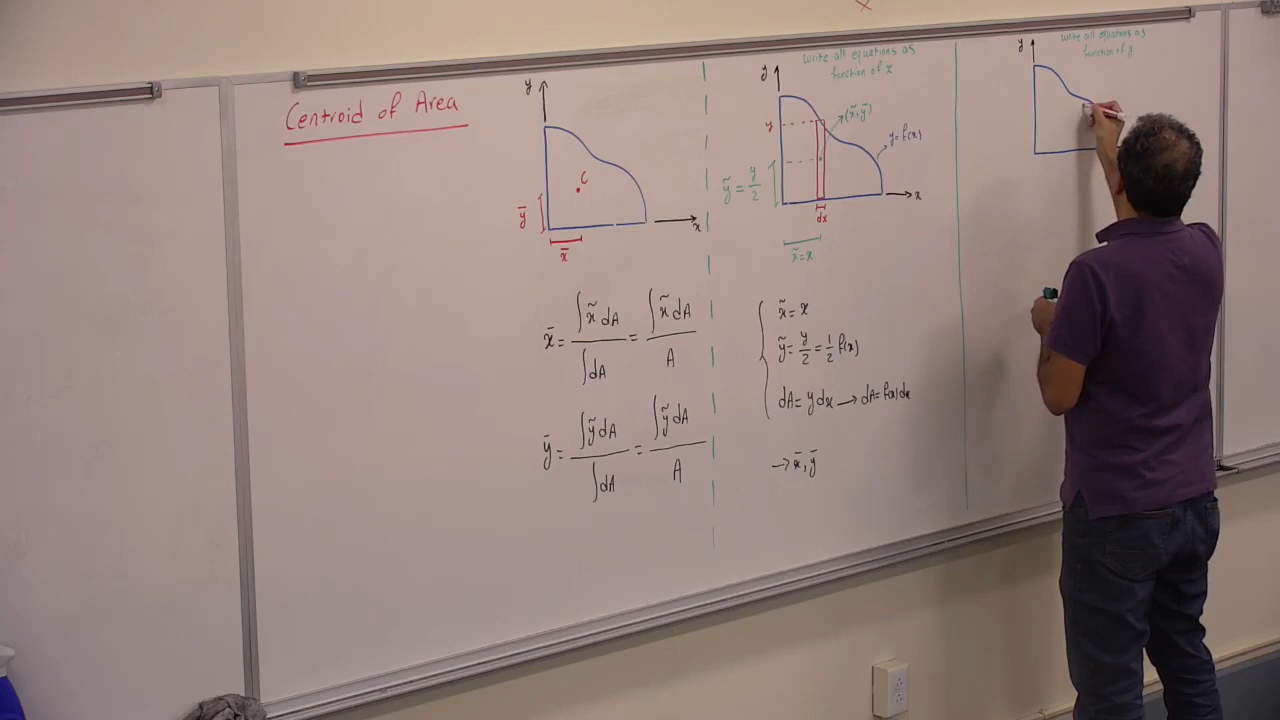 Centroid of Area
y
C
ȳ
x̄
x
x̄ = ∫x̃ dA / ∫dA = ∫x̃ dA / A
ȳ = ∫ỹ dA / ∫dA = ∫ỹ dA / A
Write all equations as
function of x
y
y
(x̃,ỹ)
y=f(x)
ỹ = y/2
x
dx
x̃=x
x̃ = x
ỹ = y/2 = 1/2 f(x)
dA = y dx → dA = f(x) dx
→ x̄, ȳ
Write all equations as
function of y
y